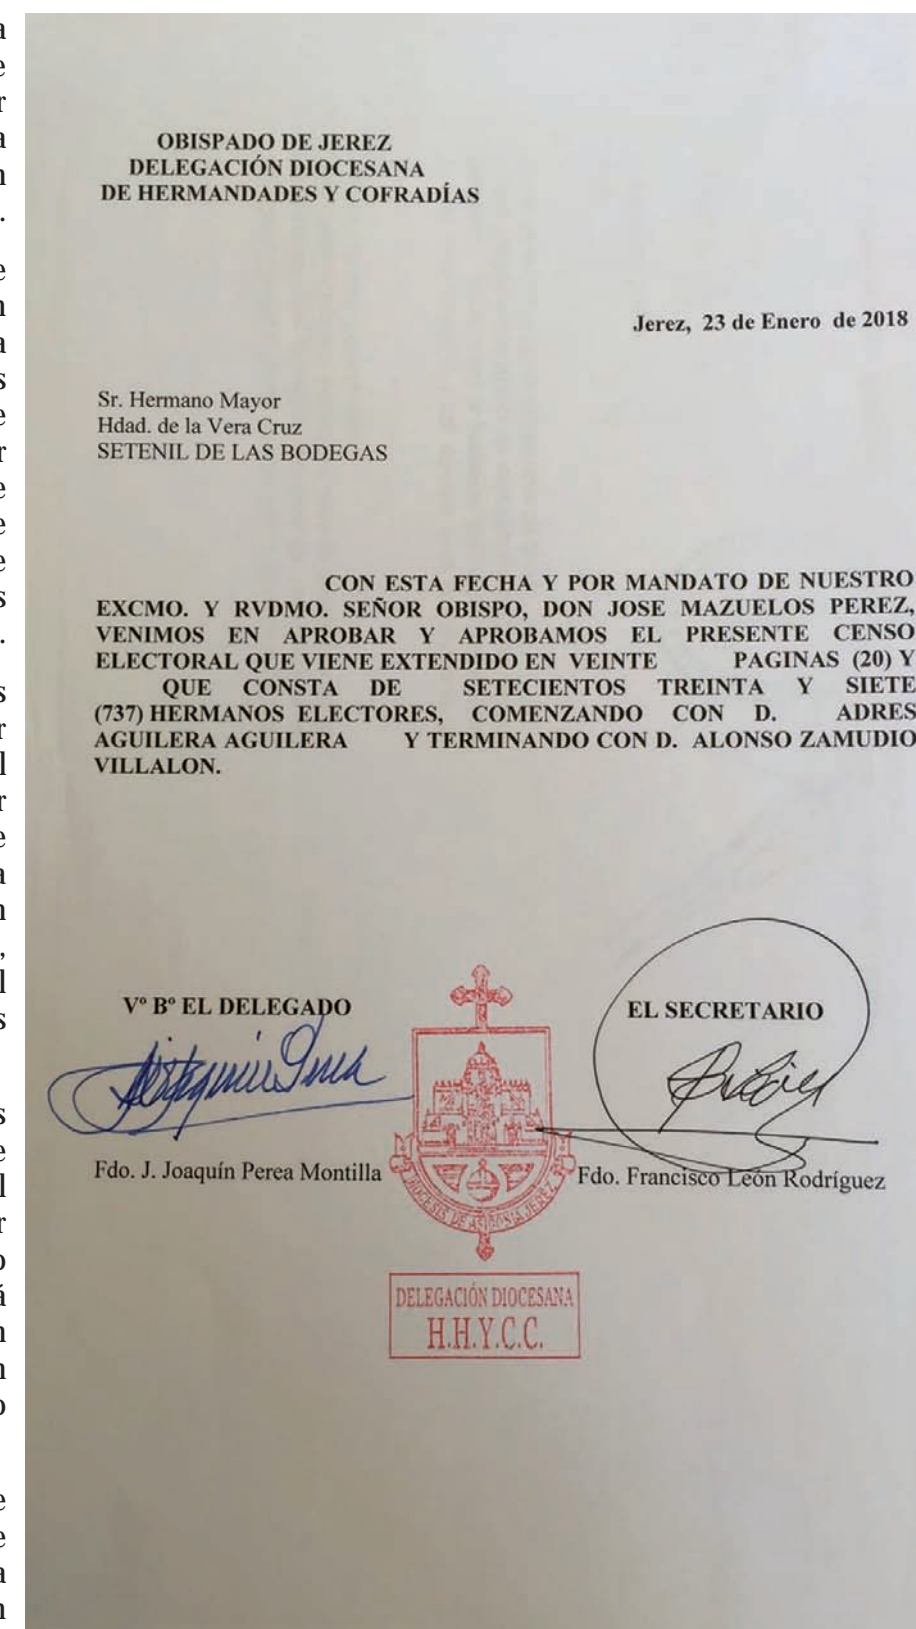 OBISPADO DE JEREZ
DELEGACIÓN DIOCESANA
DE HERMANDADES Y COFRADÍAS
Jerez, 23 de Enero de 2018
Sr. Hermano Mayor
Hdad. de la Vera Cruz
SETENIL DE LAS BODEGAS
CON ESTA FECHA Y POR MANDATO DE NUESTRO
EXCMO. Y RVDMO. SEÑOR OBISPO, DON JOSE MAZUELOS PEREZ,
VENIMOS EN APROBAR Y APROBAMOS EL PRESENTE CENSO
ELECTORAL QUE VIENE EXTENDIDO EN VEINTE PAGINAS (20) Y
QUE CONSTA DE SETECIENTOS TREINTA Y SIETE
(737) HERMANOS ELECTORES, COMENZANDO CON D. ADRES
AGUILERA AGUILERA Y TERMINANDO CON D. ALONSO ZAMUDIO
VILLALON.
Vº Bº EL DELEGADO
EL SECRETARIO
Fdo. J. Joaquín Perea Montilla
Fdo. Francisco León Rodríguez
DIOCESIS DE ASIDONIA JEREZ
DELEGACIÓN DIOCESANA
H.H.Y.C.C.